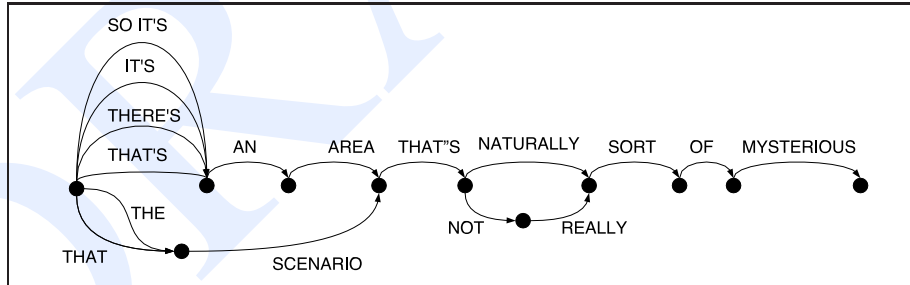 SO IT'S
IT'S
THERE'S
THAT'S
AN
AREA
THAT"S
NATURALLY
SORT
OF
MYSTERIOUS
THE
THAT
SCENARIO
NOT
REALLY